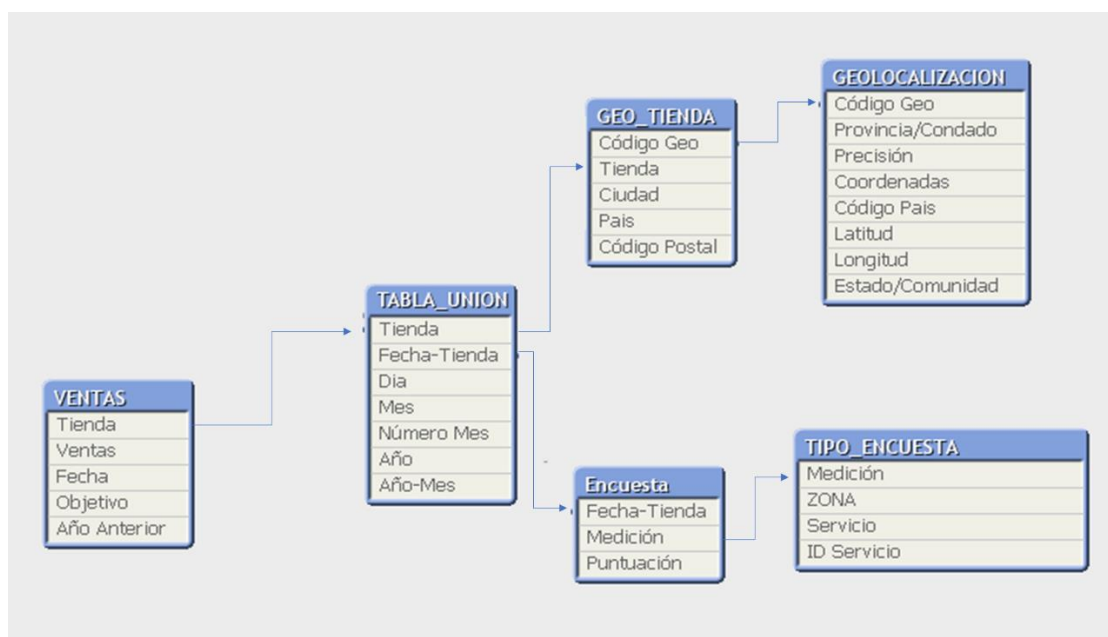 VENTAS
Tienda
Ventas
Fecha
Objetivo
Año Anterior
TABLA_UNION
Tienda
Fecha-Tienda
Dia
Mes
Número Mes
Año
Año-Mes
GEO_TIENDA
Código Geo
Tienda
Ciudad
Pais
Código Postal
GEOLOCALIZACION
Código Geo
Provincia/Condado
Precisión
Coordenadas
Código Pais
Latitud
Longitud
Estado/Comunidad
Encuesta
Fecha-Tienda
Medición
Puntuación
TIPO_ENCUESTA
Medición
ZONA
Servicio
ID Servicio